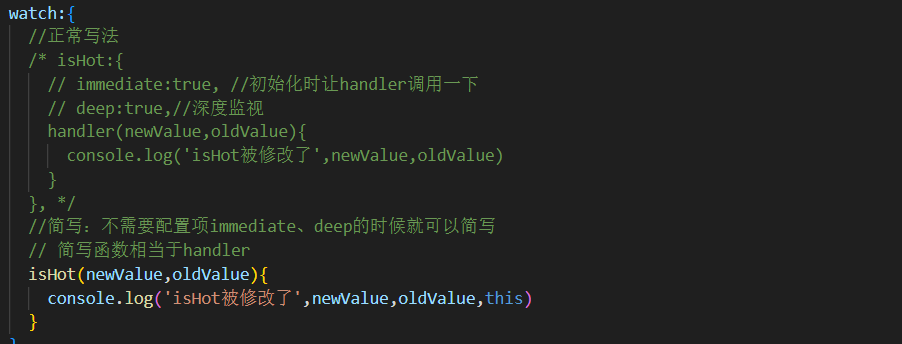 watch:{
//正常写法
/* isHot:{
// immediate:true, //初始化时让handler调用一下
// deep:true,//深度监视
handler(newValue,oldValue){
console.log('isHot被修改了',newValue,oldValue)
}
}, */
//简写：不需要配置项immediate、deep的时候就可以简写
// 简写函数相当于handler
isHot(newValue,oldValue){
console.log('isHot被修改了',newValue,oldValue,this)
}